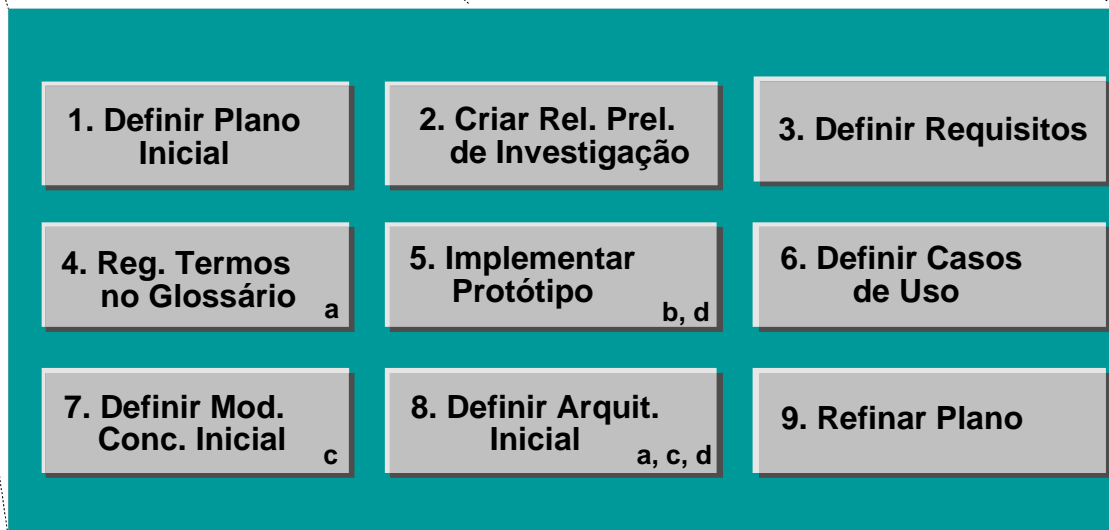 1. Definir Plano
Inicial
2. Criar Rel. Prel.
de Investigação
3. Definir Requisitos
4. Reg. Termos
no Glossário
a
5. Implementar
Protótipo
b, d
6. Definir Casos
de Uso
7. Definir Mod.
Conc. Inicial
c
8. Definir Arquit.
Inicial
a, c, d
9. Refinar Plano